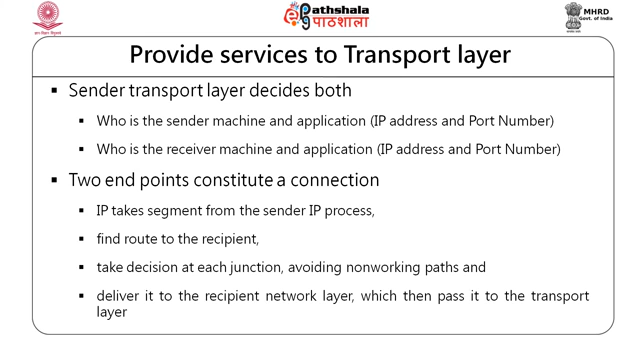 Pathshala
पाठशाला
MHRD
Govt. of India
Provide services to Transport layer
▪ Sender transport layer decides both
▪ Who is the sender machine and application (IP address and Port Number)
▪ Who is the receiver machine and application (IP address and Port Number)
▪ Two end points constitute a connection
▪ IP takes segment from the sender IP process,
▪ find route to the recipient,
▪ take decision at each junction, avoiding nonworking paths and
▪ deliver it to the recipient network layer, which then pass it to the transport
layer